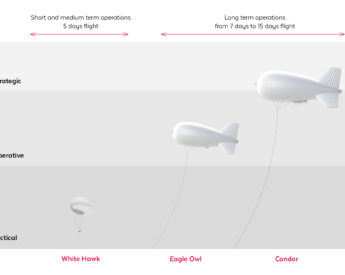 Short and medium term operations
5 days flight
Long term operations
from 7 days to 15 days flight
rategic
perative
ctical
White Hawk
Eagle Owl
Condor